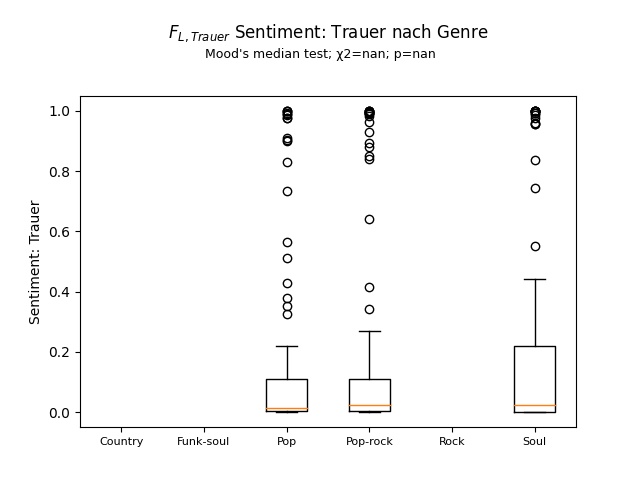 F_L,Trauer Sentiment: Trauer nach Genre
Mood's median test; χ2=nan; p=nan
Sentiment: Trauer
1.0
0.8
0.6
0.4
0.2
0.0
Country Funk-soul Pop Pop-rock Rock Soul